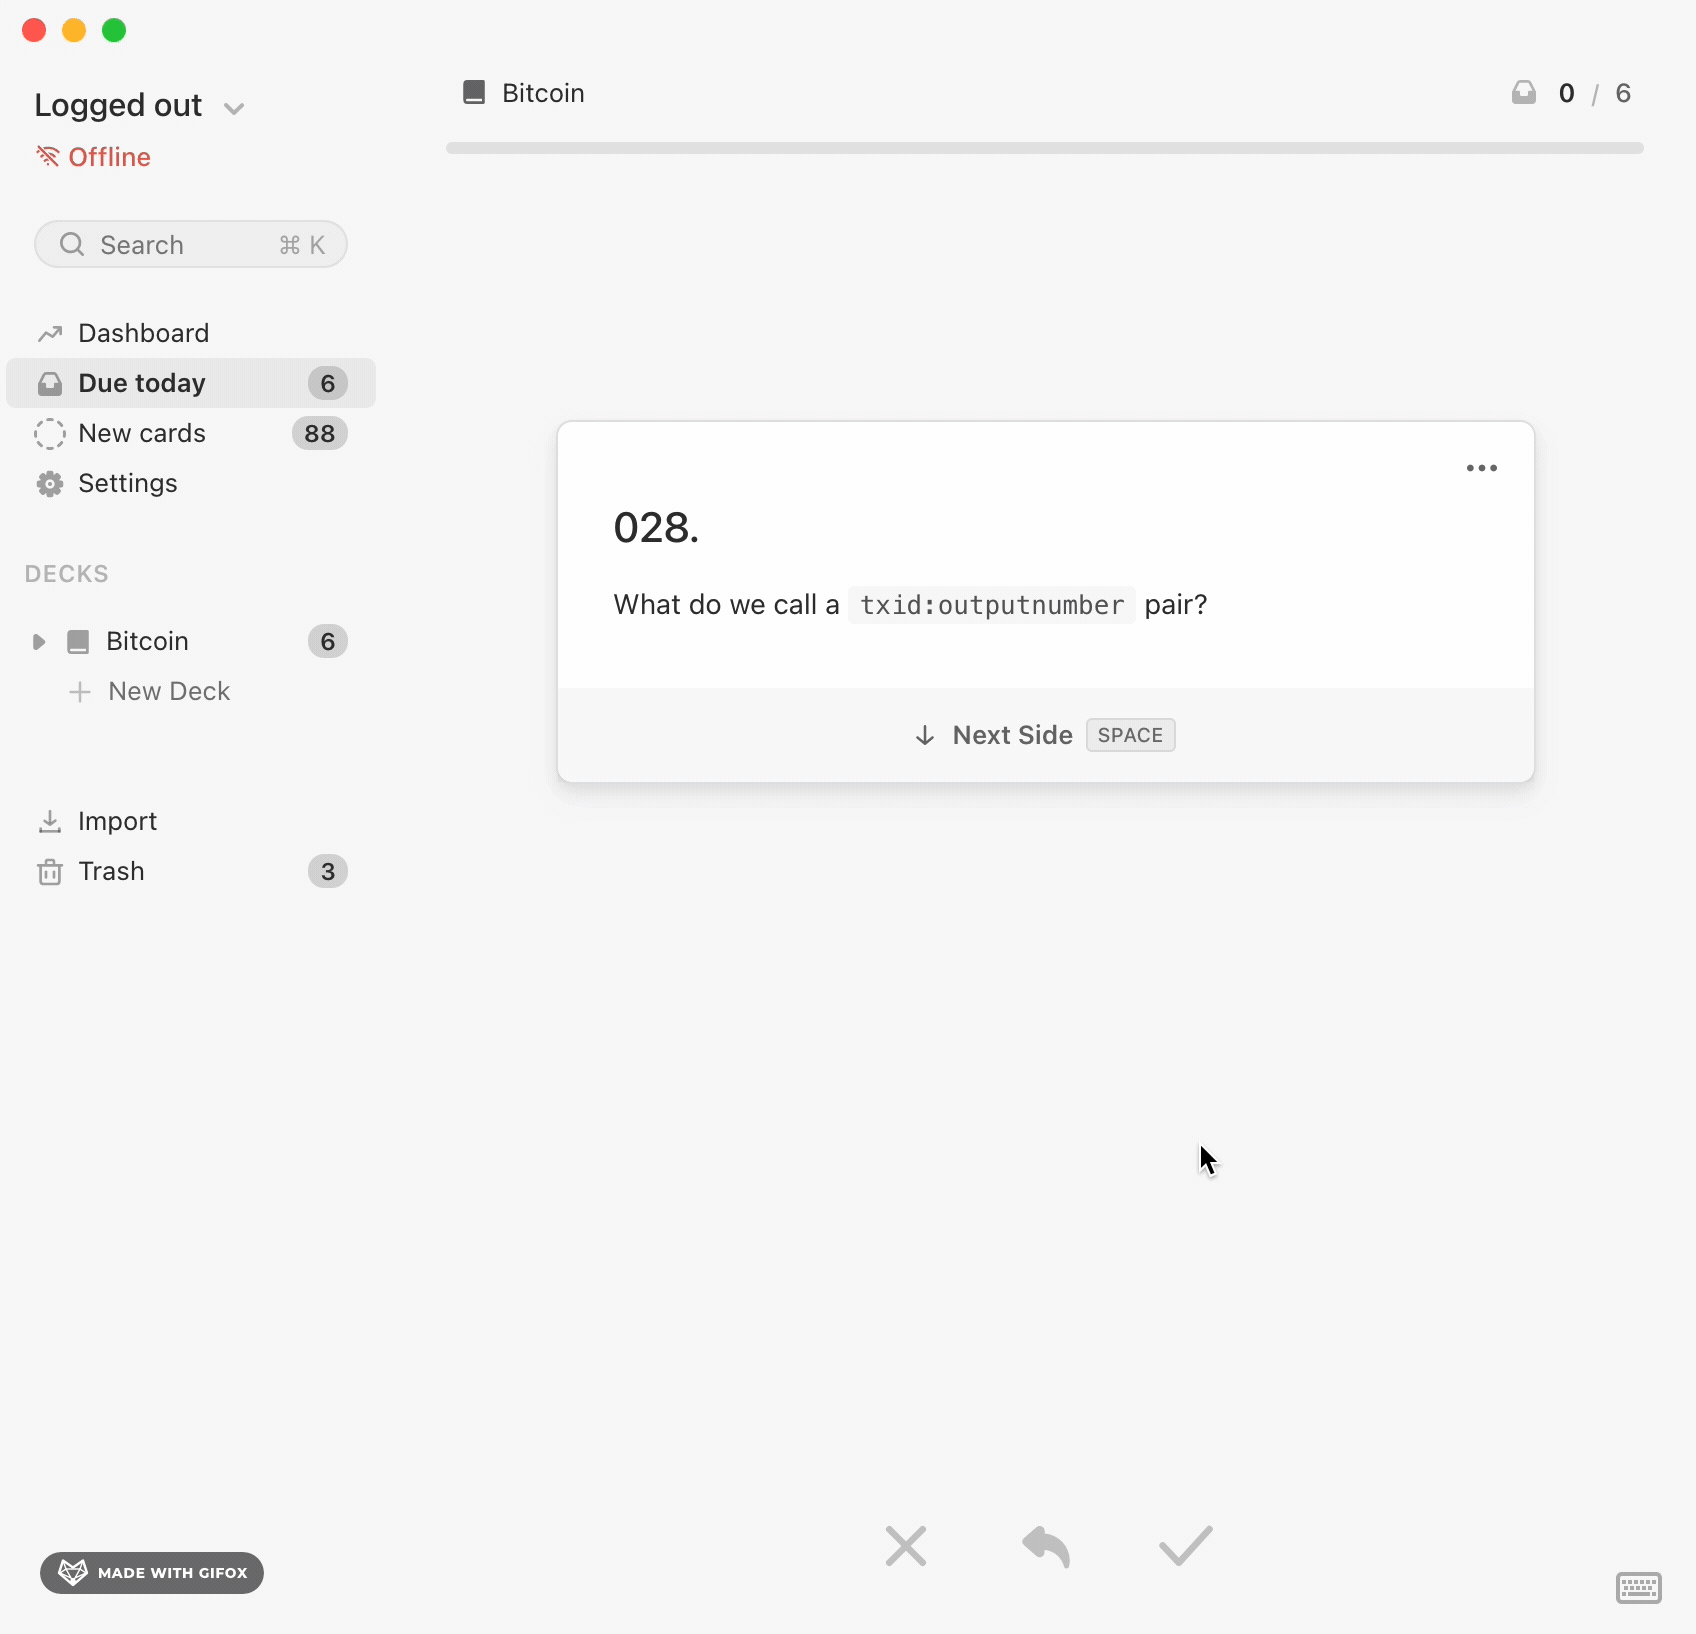 Logged out
Offline
Search ⌘ K
Dashboard
Due today 6
New cards 88
Settings
DECKS
Bitcoin 6
New Deck
Import
Trash 3
MADE WITH GIFOX
Bitcoin
0 / 6
028.
What do we call a txid:outputnumber pair?
Next Side SPACE